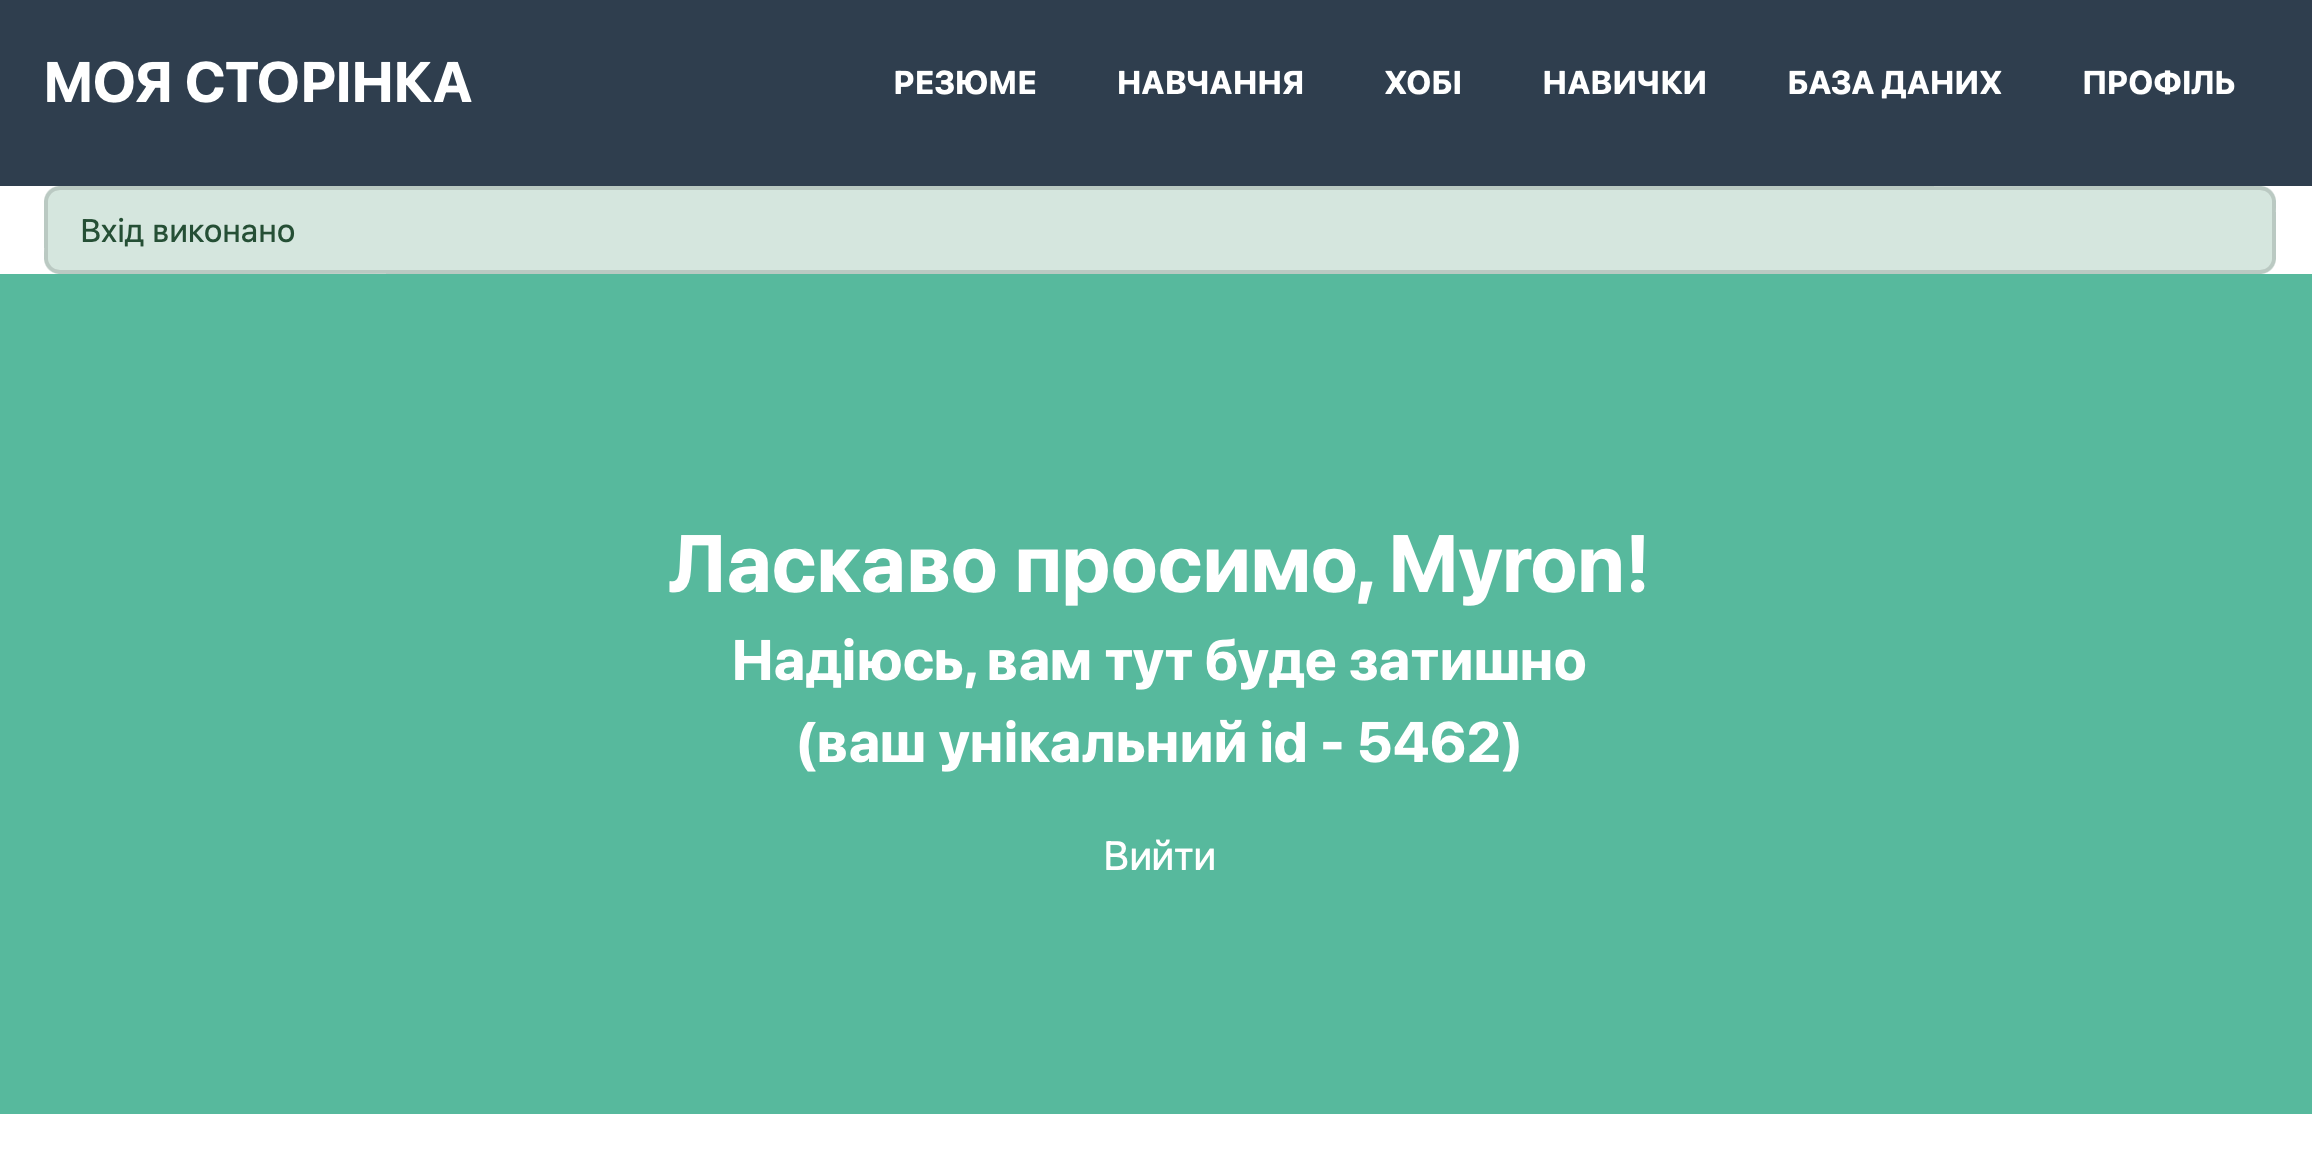 МОЯ СТОРІНКА
РЕЗЮМЕ НАВЧАННЯ ХОБІ НАВИЧКИ БАЗА ДАНИХ ПРОФІЛЬ
Вхід виконано
Ласкаво просимо, Myron!
Надіюсь, вам тут буде затишно
(ваш унікальний id - 5462)
Вийти